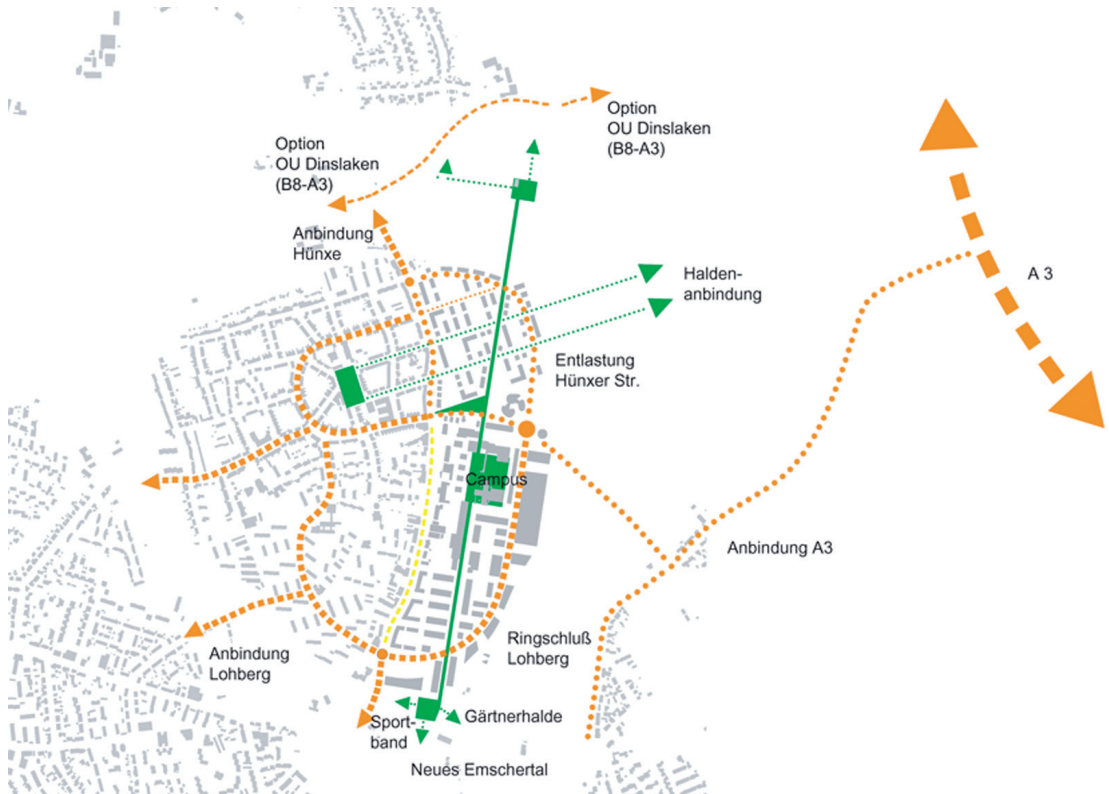 Option
OU Dinslaken
(B8-A3)
Option
OU Dinslaken
(B8-A3)
Anbindung
Hünxe
Halden-
anbindung
A 3
Entlastung
Hünxer Str.
Campus
Anbindung A3
Anbindung
Lohberg
Ringschluß
Lohberg
Sport-
band
Gärtnerhalde
Neues Emschertal